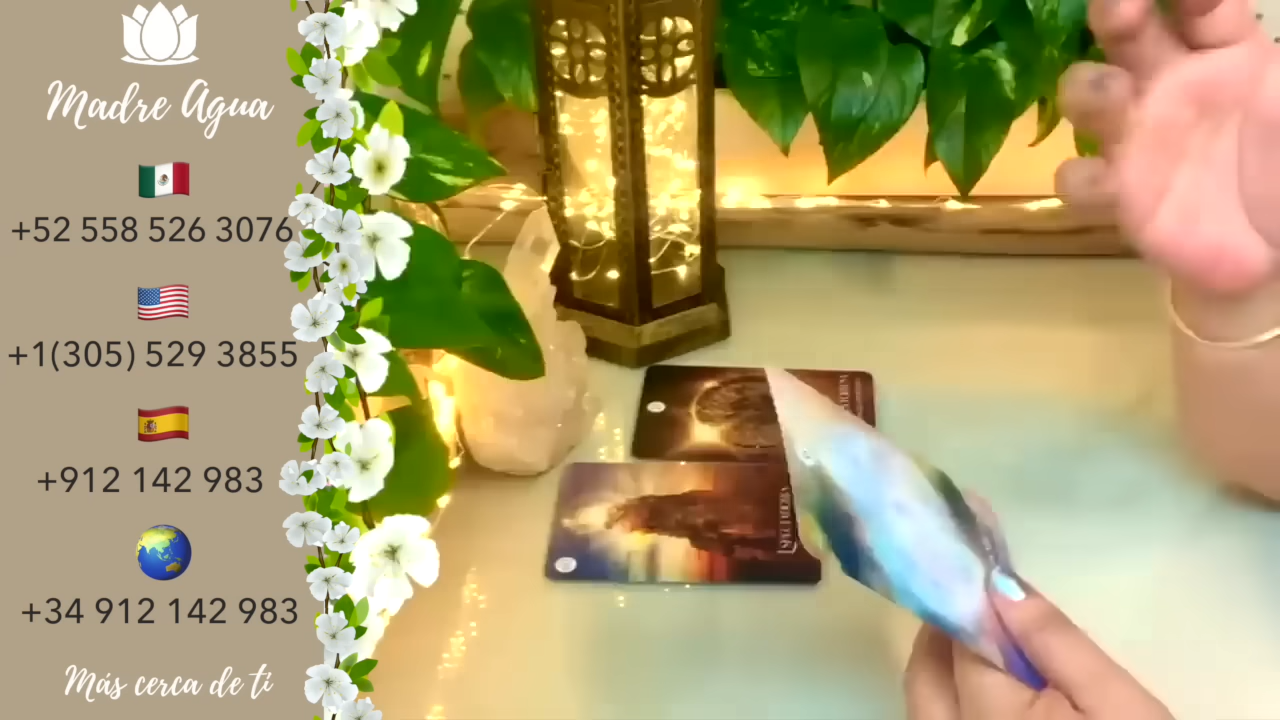 Madre Agua
+52 558 526 3076
+1(305) 529 3855
+912 142 983
+34 912 142 983
Más cerca de ti